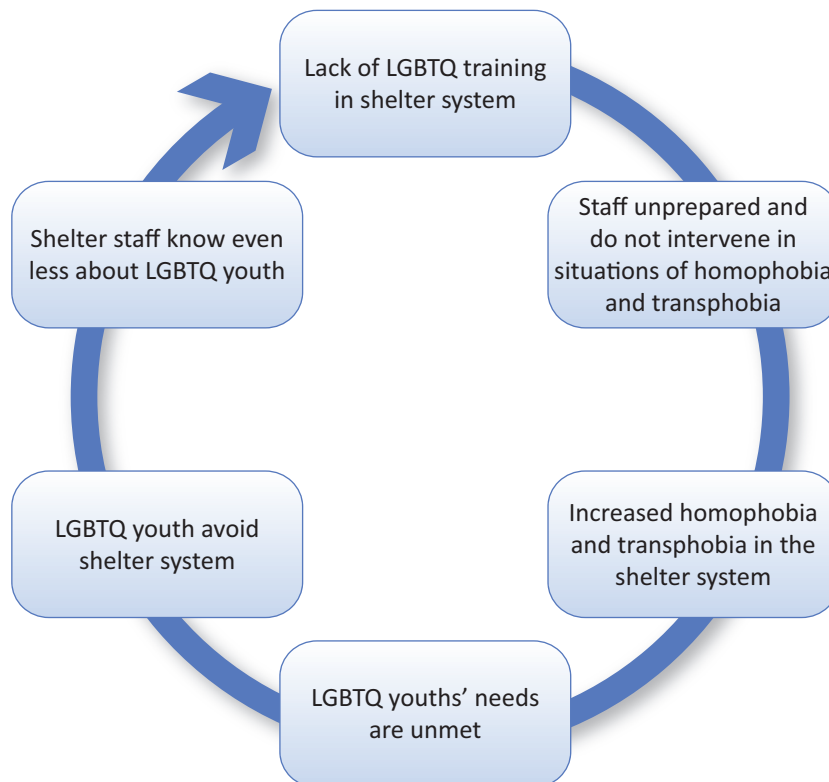 Lack of LGBTQ training
in shelter system
Staff unprepared and
do not intervene in
situations of homophobia
and transphobia
Increased homophobia
and transphobia in the
shelter system
LGBTQ youths’ needs
are unmet
LGBTQ youth avoid
shelter system
Shelter staff know even
less about LGBTQ youth